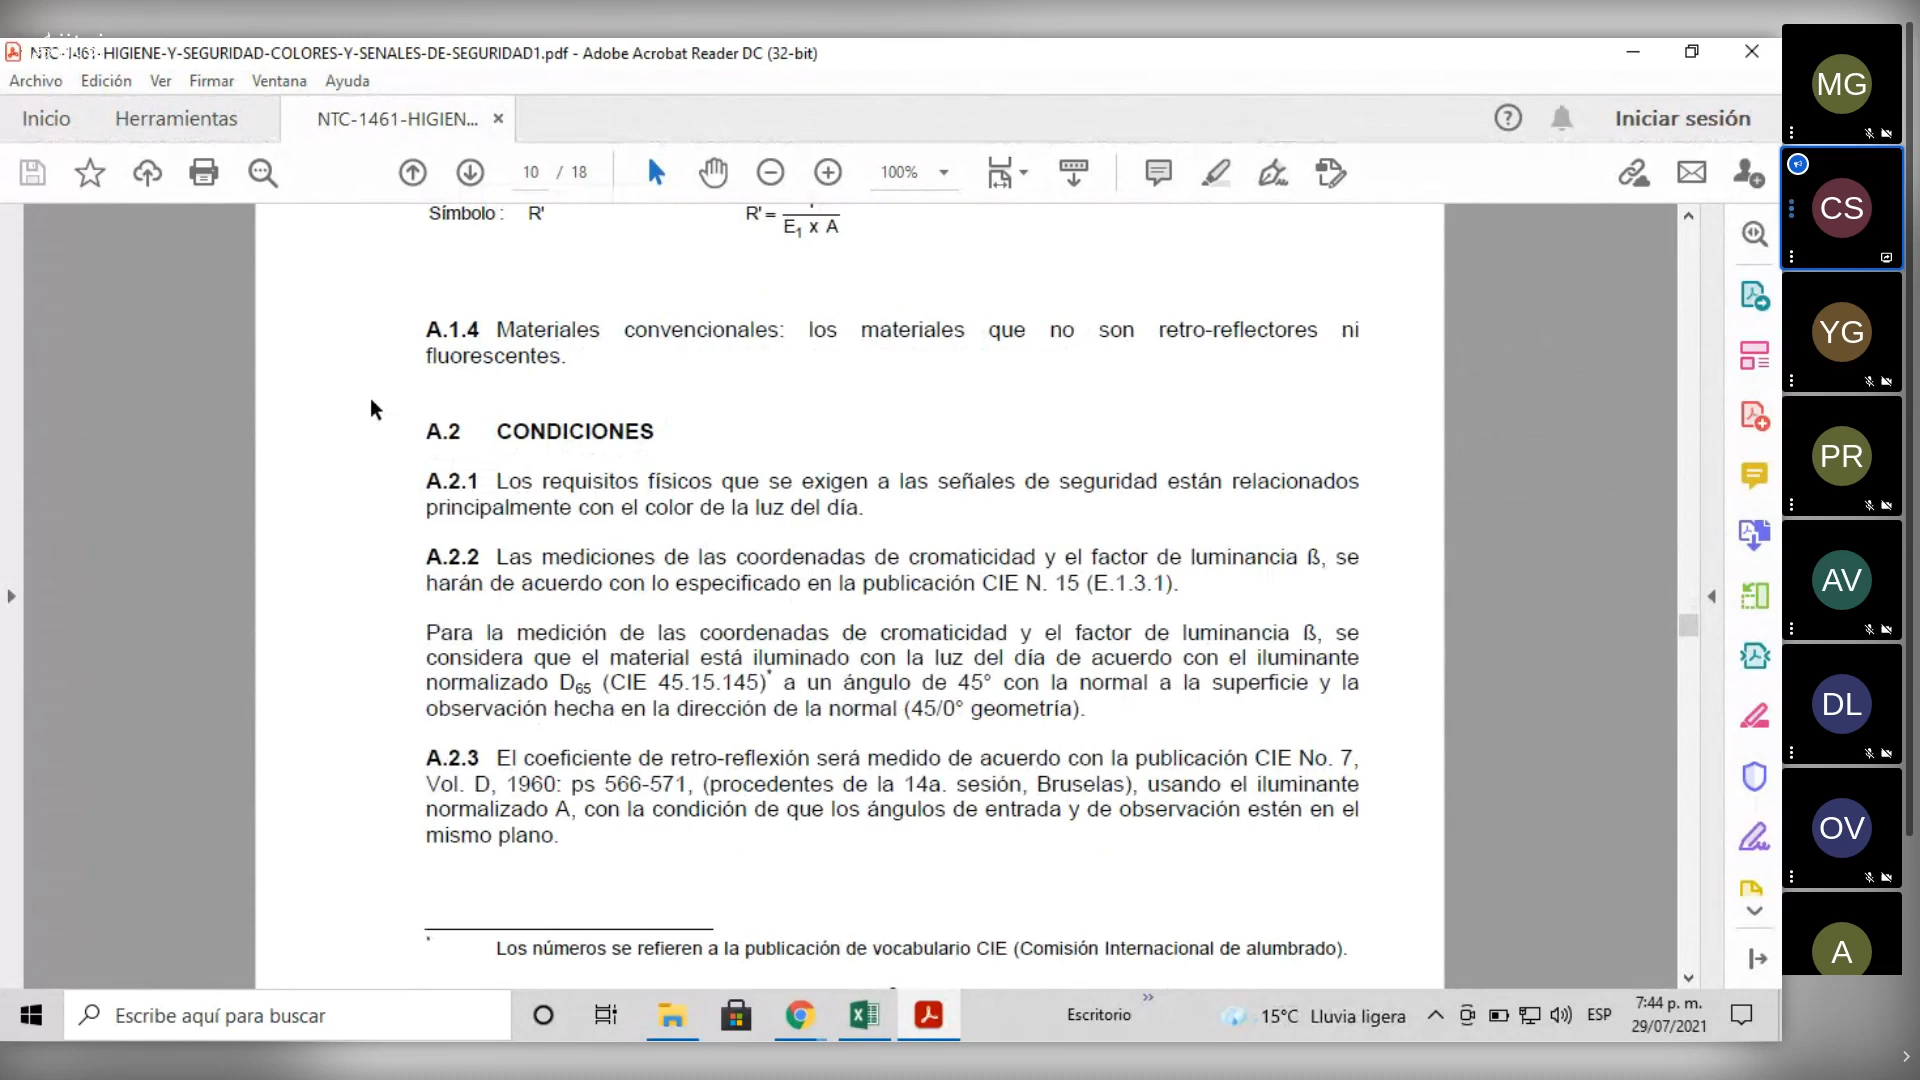 NTC-1461-HIGIENE-Y-SEGURIDAD-COLORES-Y-SENALES-DE-SEGURIDAD1.pdf - Adobe Acrobat Reader DC (32-bit)
Archivo Edición Ver Firmar Ventana Ayuda
Inicio Herramientas NTC-1461-HIGIEN... × Iniciar sesión
10 / 18 100%
Símbolo : R' R' =
E1 x A
A.1.4 Materiales convencionales: los materiales que no son retro-reflectores ni
fluorescentes.
A.2 CONDICIONES
A.2.1 Los requisitos físicos que se exigen a las señales de seguridad están relacionados
principalmente con el color de la luz del día.
A.2.2 Las mediciones de las coordenadas de cromaticidad y el factor de luminancia ß, se
harán de acuerdo con lo especificado en la publicación CIE N. 15 (E.1.3.1).
Para la medición de las coordenadas de cromaticidad y el factor de luminancia ß, se
considera que el material está iluminado con la luz del día de acuerdo con el iluminante
normalizado D65 (CIE 45.15.145)* a un ángulo de 45° con la normal a la superficie y la
observación hecha en la dirección de la normal (45/0° geometría).
A.2.3 El coeficiente de retro-reflexión será medido de acuerdo con la publicación CIE No. 7,
Vol. D, 1960: ps 566-571, (procedentes de la 14a. sesión, Bruselas), usando el iluminante
normalizado A, con la condición de que los ángulos de entrada y de observación estén en el
mismo plano.
* Los números se refieren a la publicación de vocabulario CIE (Comisión Internacional de alumbrado).
Escribe aquí para buscar
Escritorio »
15°C Lluvia ligera
ESP
7:44 p. m.
29/07/2021
MG
CS
YG
PR
AV
DL
OV
A